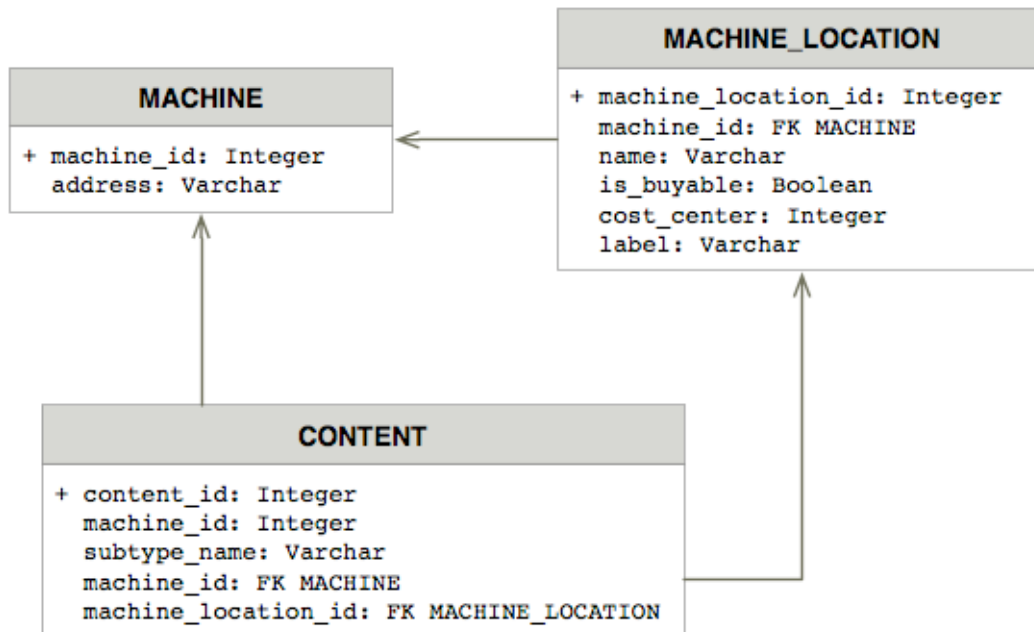 MACHINE
+ machine_id: Integer
address: Varchar
MACHINE_LOCATION
+ machine_location_id: Integer
machine_id: FK MACHINE
name: Varchar
is_buyable: Boolean
cost_center: Integer
label: Varchar
CONTENT
+ content_id: Integer
machine_id: Integer
subtype_name: Varchar
machine_id: FK MACHINE
machine_location_id: FK MACHINE_LOCATION